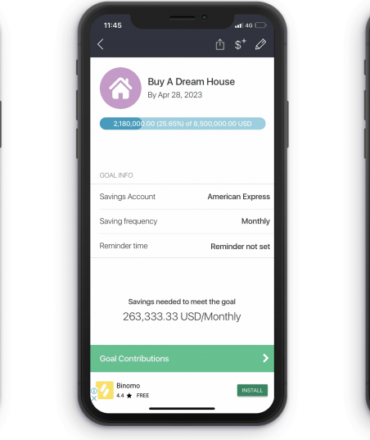 11:45
4G
$+
Buy A Dream House
By Apr 28, 2023
2,180,000.00 (25.65%) of 8,500,000.00 USD
GOAL INFO
Savings Account American Express
Saving frequency Monthly
Reminder time Reminder not set
Savings needed to meet the goal
263,333.33 USD/Monthly
Goal Contributions
Binomo
4.4 ★ FREE
INSTALL